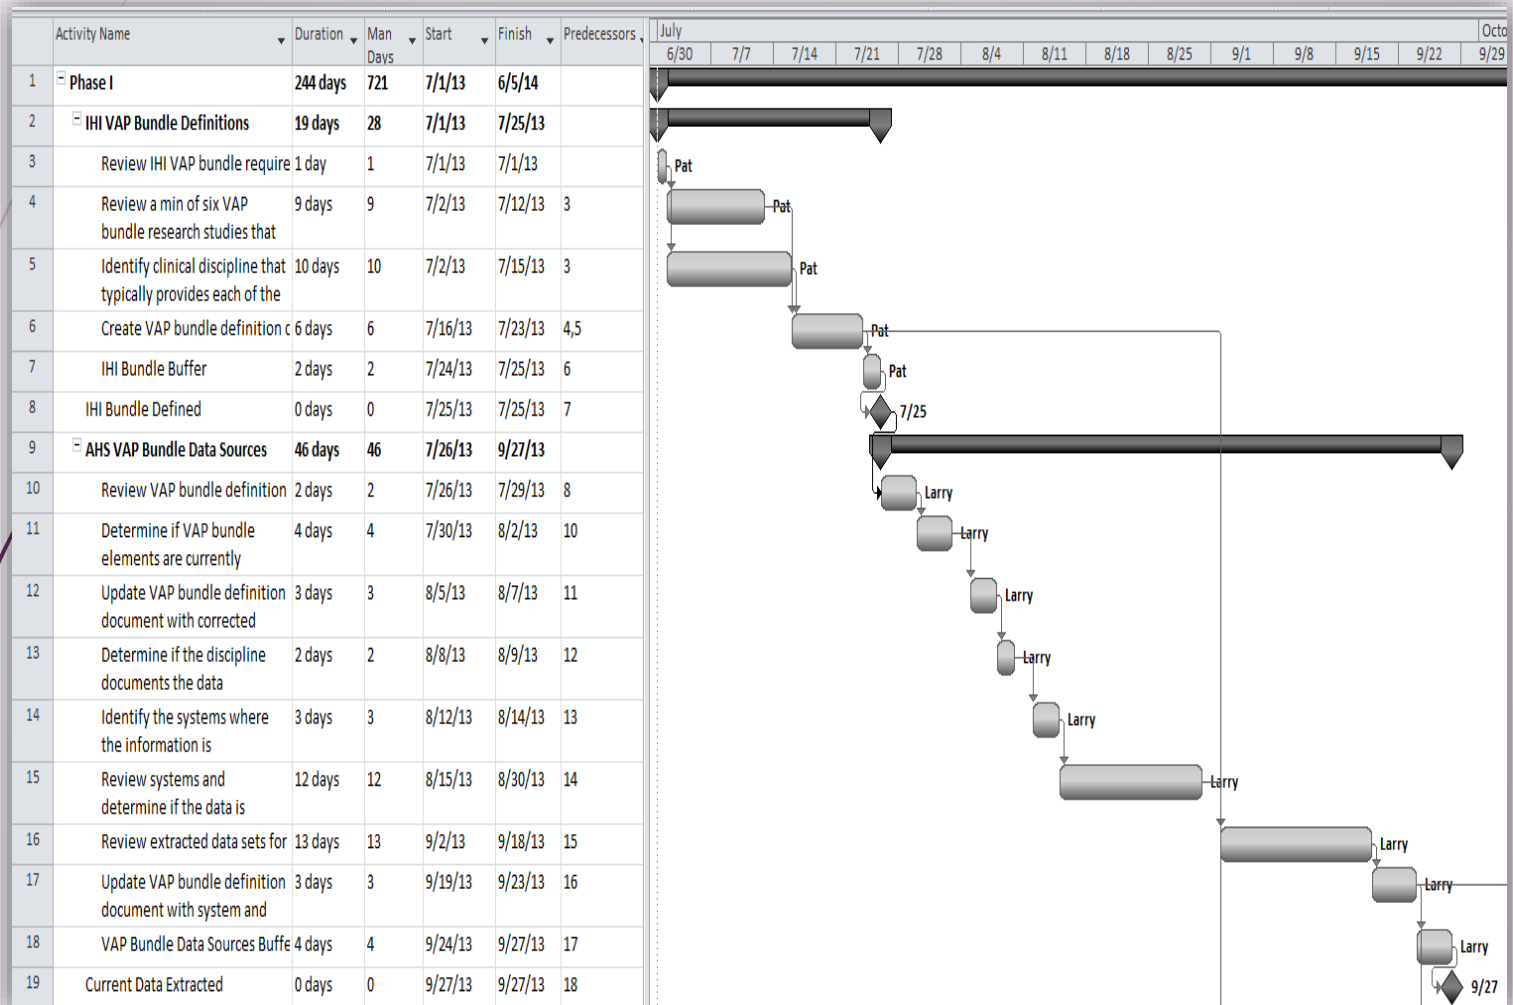 Activity Name Duration Man Days Start Finish Predecessors
July Octo
6/30 7/7 7/14 7/21 7/28 8/4 8/11 8/18 8/25 9/1 9/8 9/15 9/22 9/29
1 Phase I 244 days 721 7/1/13 6/5/14
2 IHI VAP Bundle Definitions 19 days 28 7/1/13 7/25/13
3 Review IHI VAP bundle require 1 day 1 7/1/13 7/1/13 Pat
4 Review a min of six VAP 9 days 9 7/2/13 7/12/13 3 Pat
bundle research studies that
5 Identify clinical discipline that 10 days 10 7/2/13 7/15/13 3 Pat
typically provides each of the
6 Create VAP bundle definition c 6 days 6 7/16/13 7/23/13 4,5 Pat
7 IHI Bundle Buffer 2 days 2 7/24/13 7/25/13 6 Pat
8 IHI Bundle Defined 0 days 0 7/25/13 7/25/13 7 7/25
9 AHS VAP Bundle Data Sources 46 days 46 7/26/13 9/27/13
10 Review VAP bundle definition 2 days 2 7/26/13 7/29/13 8 Larry
11 Determine if VAP bundle 4 days 4 7/30/13 8/2/13 10 Larry
elements are currently
12 Update VAP bundle definition 3 days 3 8/5/13 8/7/13 11 Larry
document with corrected
13 Determine if the discipline 2 days 2 8/8/13 8/9/13 12 Larry
documents the data
14 Identify the systems where 3 days 3 8/12/13 8/14/13 13 Larry
the information is
15 Review systems and 12 days 12 8/15/13 8/30/13 14 Larry
determine if the data is
16 Review extracted data sets for 13 days 13 9/2/13 9/18/13 15 Larry
17 Update VAP bundle definition 3 days 3 9/19/13 9/23/13 16 Larry
document with system and
18 VAP Bundle Data Sources Buffe 4 days 4 9/24/13 9/27/13 17 Larry
19 Current Data Extracted 0 days 0 9/27/13 9/27/13 18 9/27